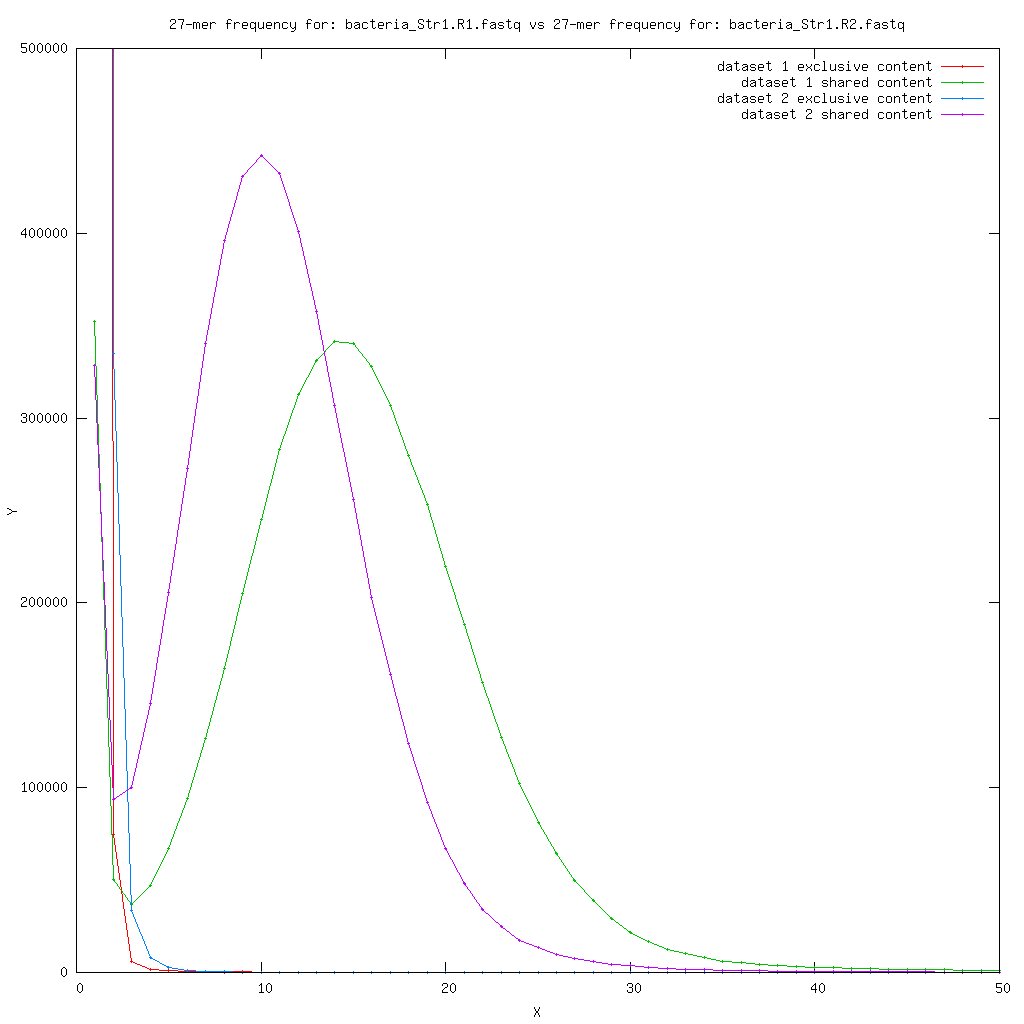 27-mer frequency for: bacteria_Str1.R1.fastq vs 27-mer frequency for: bacteria_Str1.R2.fastq
500000
dataset 1 exclusive content
dataset 1 shared content
dataset 2 exclusive content
dataset 2 shared content
400000
300000
Y
200000
100000
0
0 10 20 30 40 50
X